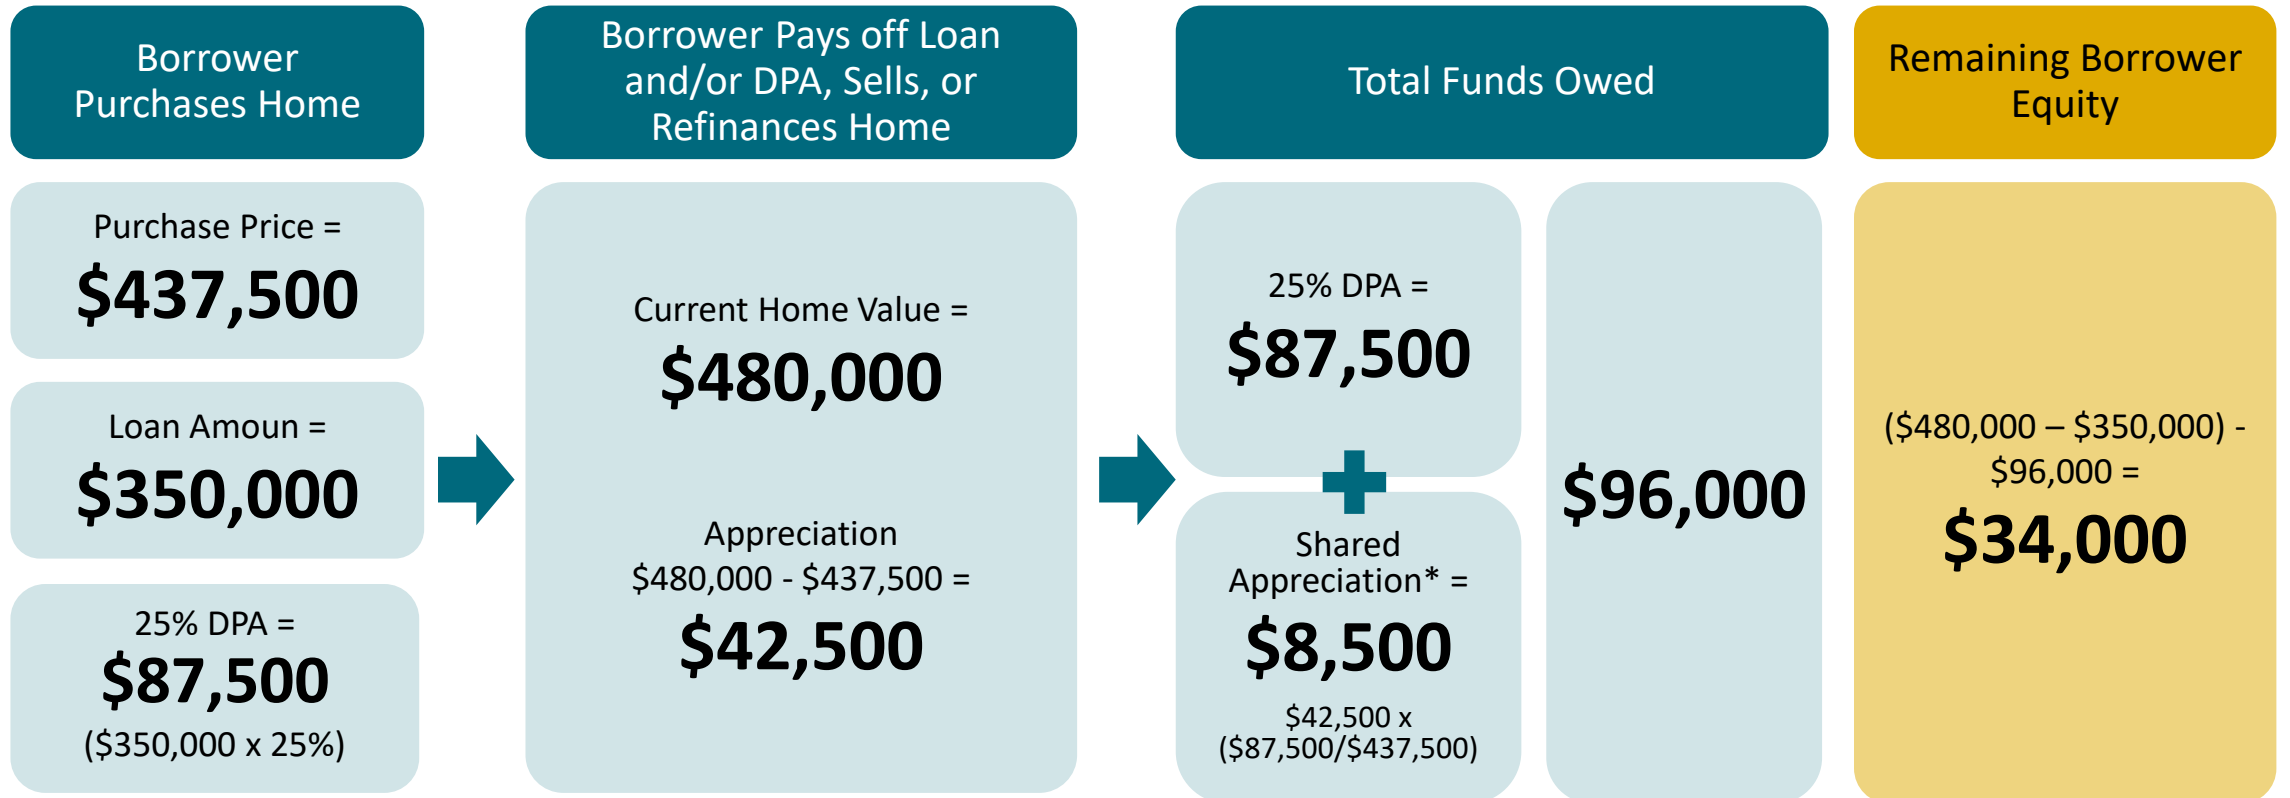 Borrower
Purchases Home
Purchase Price =
$437,500
Loan Amoun =
$350,000
25% DPA =
$87,500
($350,000 x 25%)
Borrower Pays off Loan
and/or DPA, Sells, or
Refinances Home
Current Home Value =
$480,000
Appreciation
$480,000 - $437,500 =
$42,500
Total Funds Owed
25% DPA =
$87,500
Shared
Appreciation* =
$8,500
$42,500 x
($87,500/$437,500)
$96,000
Remaining Borrower
Equity
($480,000 – $350,000) -
$96,000 =
$34,000